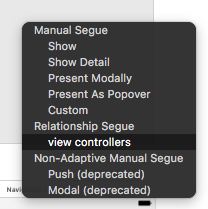 Manual Segue
Show
Show Detail
Present Modally
Present As Popover
Custom
Relationship Segue
view controllers
Non-Adaptive Manual Segue
Push (deprecated)
Modal (deprecated)